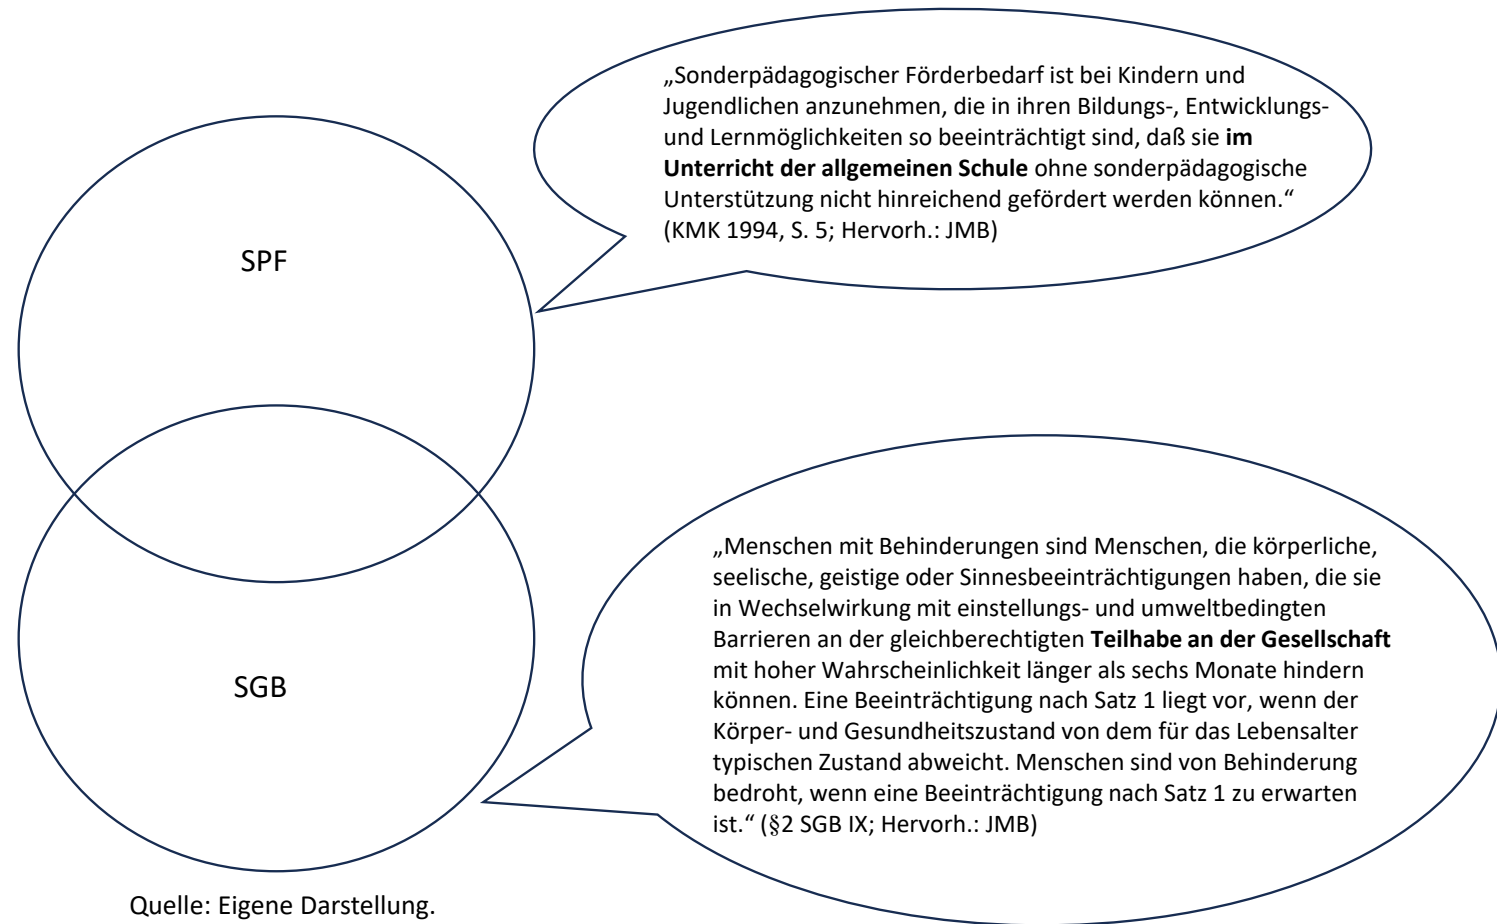 „Sonderpädagogischer Förderbedarf ist bei Kindern und
Jugendlichen anzunehmen, die in ihren Bildungs-, Entwicklungs-
und Lernmöglichkeiten so beeinträchtigt sind, daß sie im
Unterricht der allgemeinen Schule ohne sonderpädagogische
Unterstützung nicht hinreichend gefördert werden können.“
(KMK 1994, S. 5; Hervorh.: JMB)
SPF
„Menschen mit Behinderungen sind Menschen, die körperliche,
seelische, geistige oder Sinnesbeeinträchtigungen haben, die sie
in Wechselwirkung mit einstellungs- und umweltbedingten
Barrieren an der gleichberechtigten Teilhabe an der Gesellschaft
mit hoher Wahrscheinlichkeit länger als sechs Monate hindern
können. Eine Beeinträchtigung nach Satz 1 liegt vor, wenn der
Körper- und Gesundheitszustand von dem für das Lebensalter
typischen Zustand abweicht. Menschen sind von Behinderung
bedroht, wenn eine Beeinträchtigung nach Satz 1 zu erwarten
ist.“ (§2 SGB IX; Hervorh.: JMB)
SGB
Quelle: Eigene Darstellung.